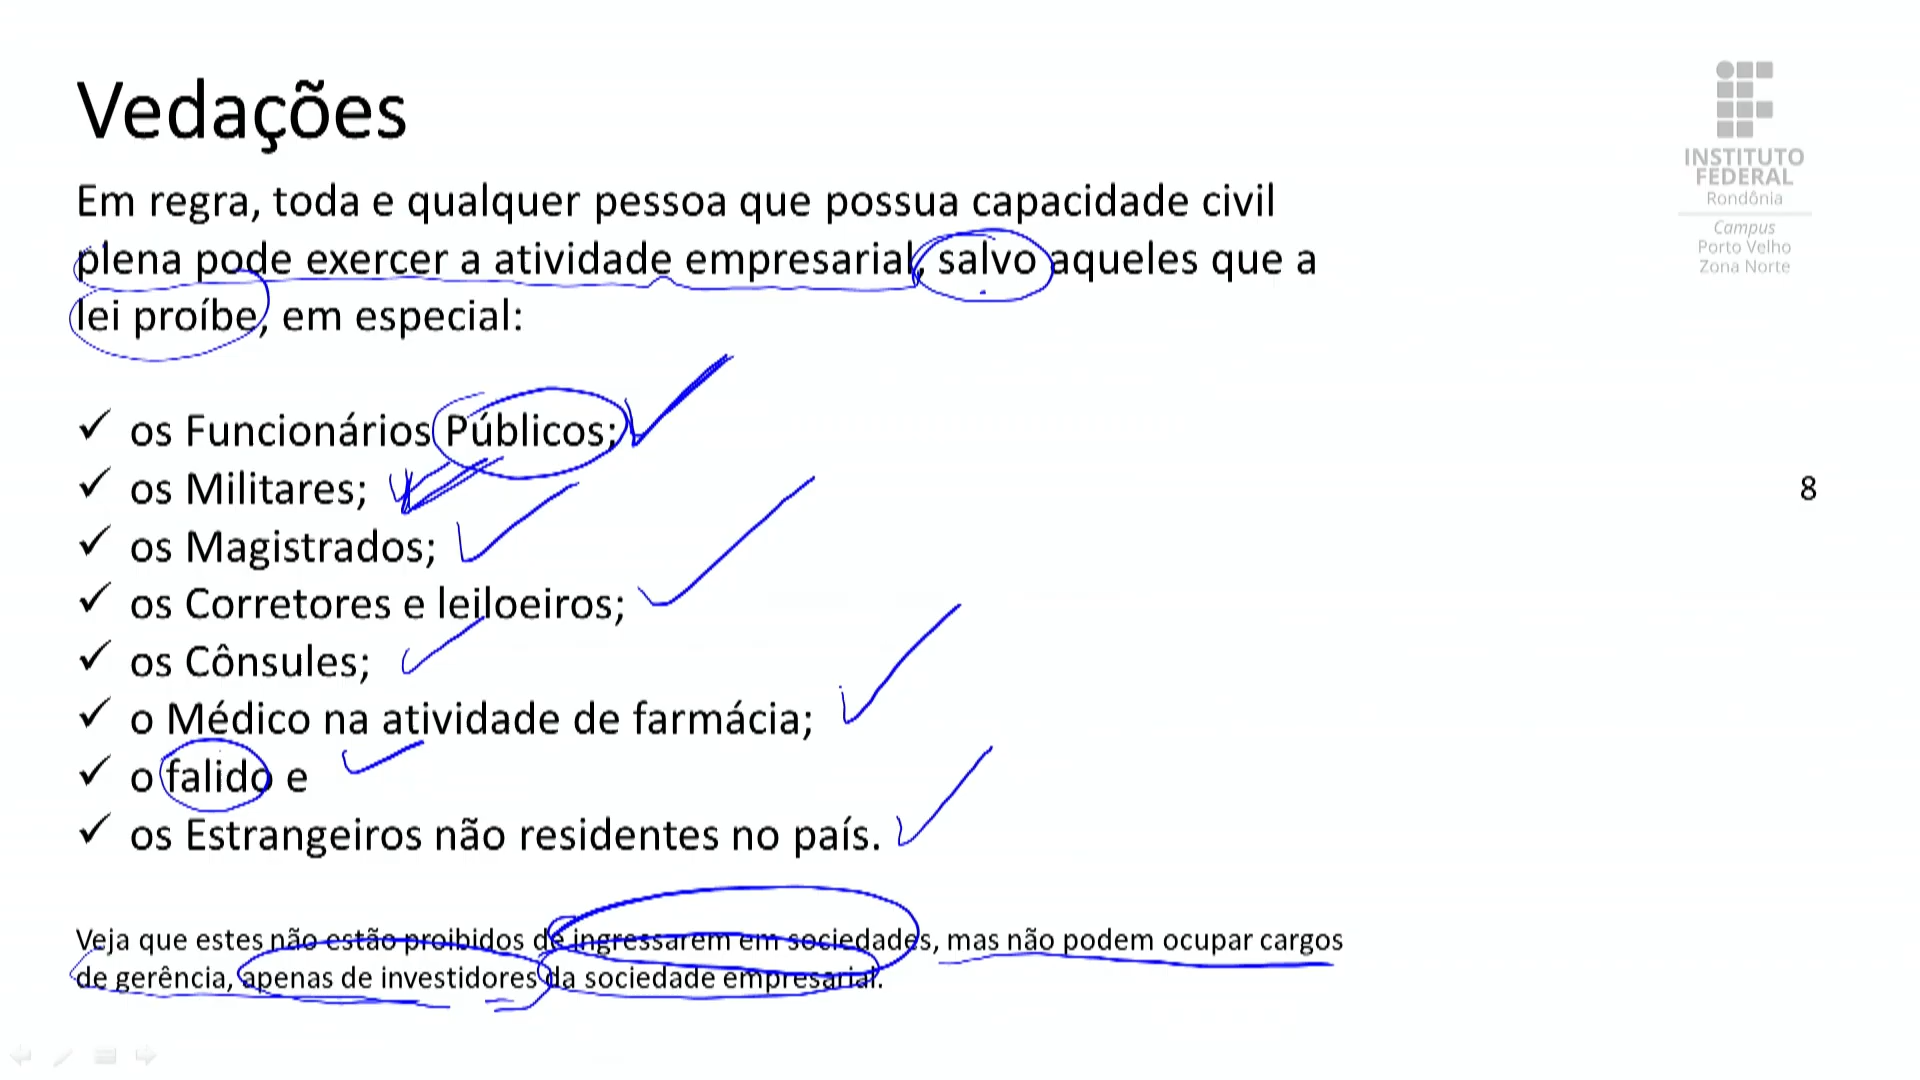 Vedações
INSTITUTO
FEDERAL
Rondônia
Campus
Porto Velho
Zona Norte
Em regra, toda e qualquer pessoa que possua capacidade civil
plena pode exercer a atividade empresarial, salvo aqueles que a
lei proíbe, em especial:
✓ os Funcionários Públicos;
✓ os Militares;
✓ os Magistrados;
✓ os Corretores e leiloeiros;
✓ os Cônsules;
✓ o Médico na atividade de farmácia;
✓ o falido e
✓ os Estrangeiros não residentes no país.
8
Veja que estes não estão proibidos de ingressarem em sociedades, mas não podem ocupar cargos
de gerência, apenas de investidores da sociedade empresarial.